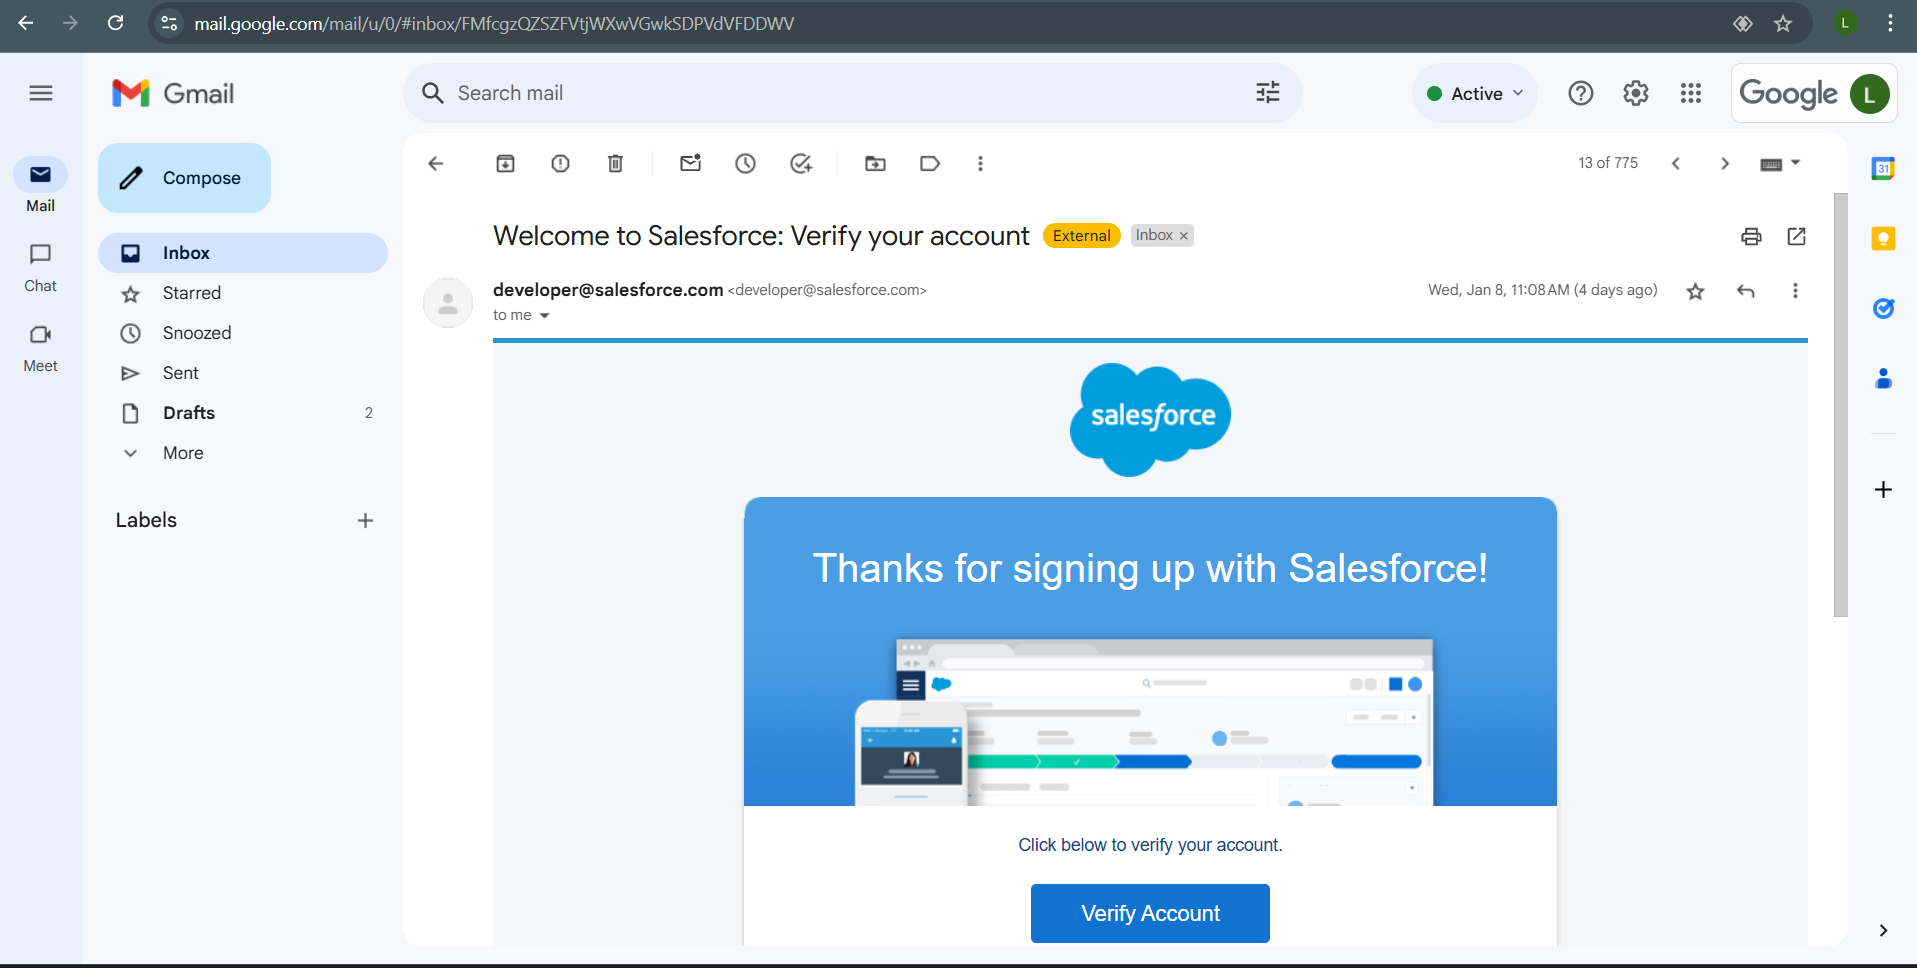 mail.google.com/mail/u/0/#inbox/FMfcgzQZSZFVtjWXwVGwkSDPVdVFDDWV
L
Gmail
Search mail
Active
Google
L
Compose
13 of 775
31
Mail
Inbox
Welcome to Salesforce: Verify your account
External
Inbox ×
Chat
Starred
developer@salesforce.com <developer@salesforce.com>
Wed, Jan 8, 11:08 AM (4 days ago)
to me
Snoozed
Meet
Sent
Drafts
2
salesforce
More
Labels
Thanks for signing up with Salesforce!
Click below to verify your account.
Verify Account